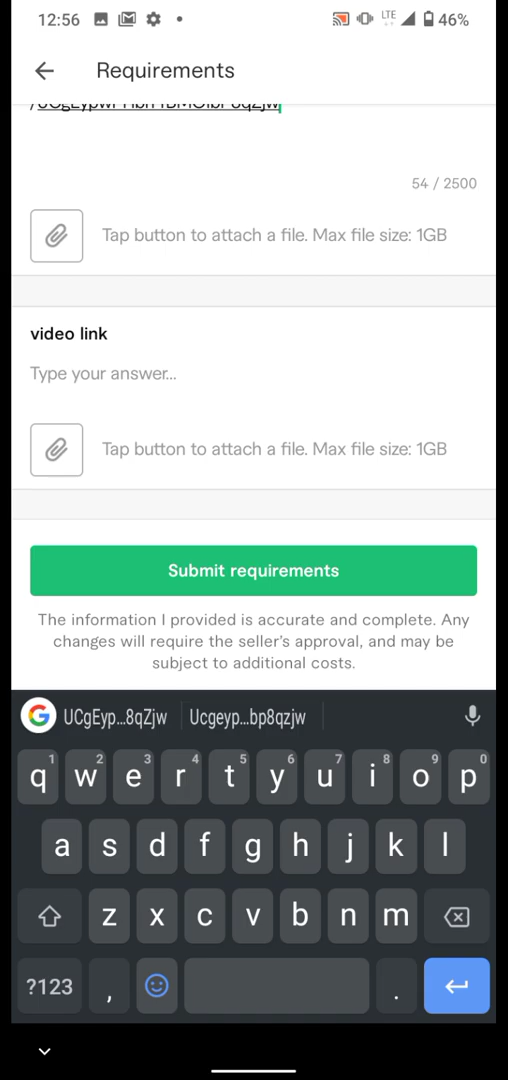 12:56 LTE 46%
Requirements
54 / 2500
Tap button to attach a file. Max file size: 1GB
video link
Type your answer...
Tap button to attach a file. Max file size: 1GB
Submit requirements
The information I provided is accurate and complete. Any
changes will require the seller's approval, and may be
subject to additional costs.
G UCgEyp...8qZjw Ucgeyp...bp8qzjw
1 2 3 4 5 6 7 8 9 0
q w e r t y u i o p
a s d f g h j k l
z x c v b n m
?123 , .